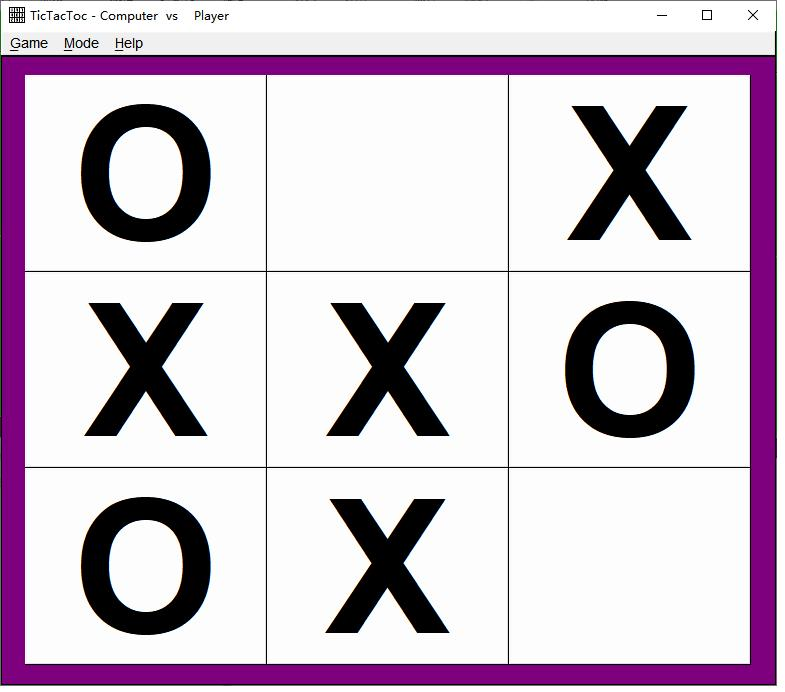 TicTacToc - Computer vs Player
Game Mode Help
O X
X X O
O X